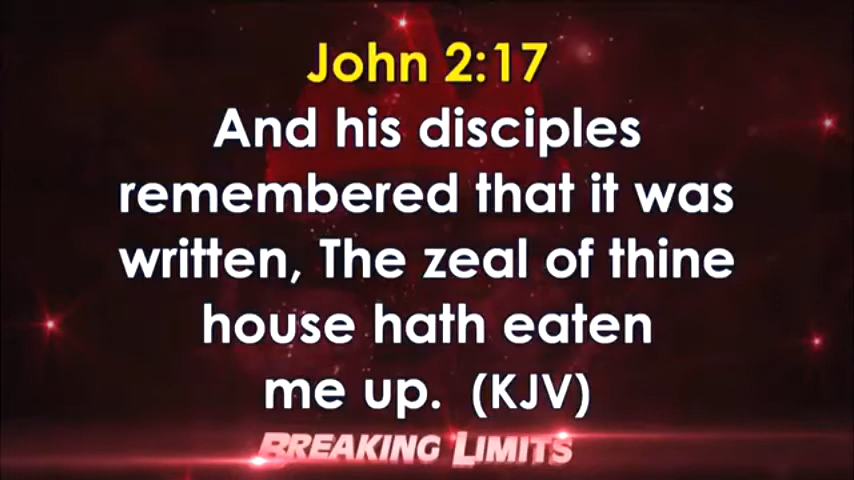 John 2:17
And his disciples
remembered that it was
written, The zeal of thine
house hath eaten
me up. (KJV)
BREAKING LIMITS